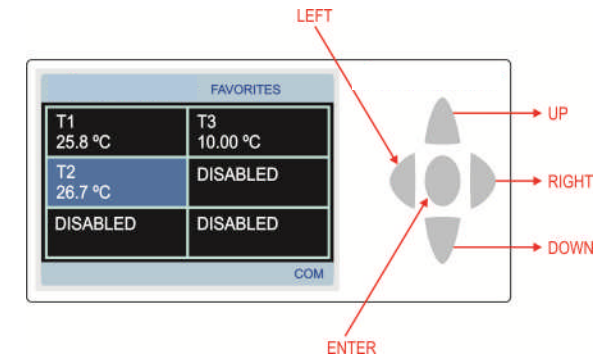 LEFT
FAVORITES
T1
25.8 ºC
T3
10.00 ºC
T2
26.7 ºC
DISABLED
DISABLED
DISABLED
COM
UP
RIGHT
DOWN
ENTER